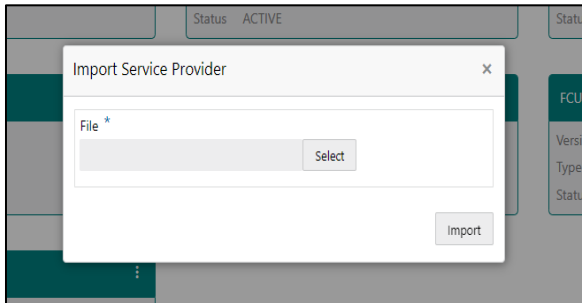 Status ACTIVE
Statu
Import Service Provider
×
File *
Select
Import
FCU
Versi
Type
Statu